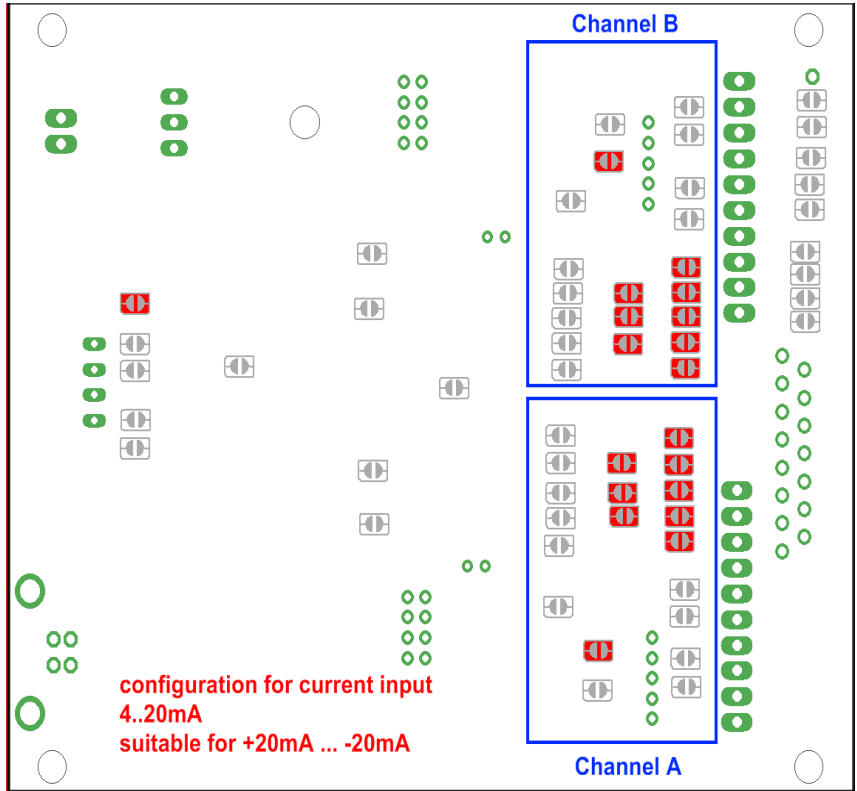 Channel B
configuration for current input
4..20mA
suitable for +20mA ... -20mA
Channel A